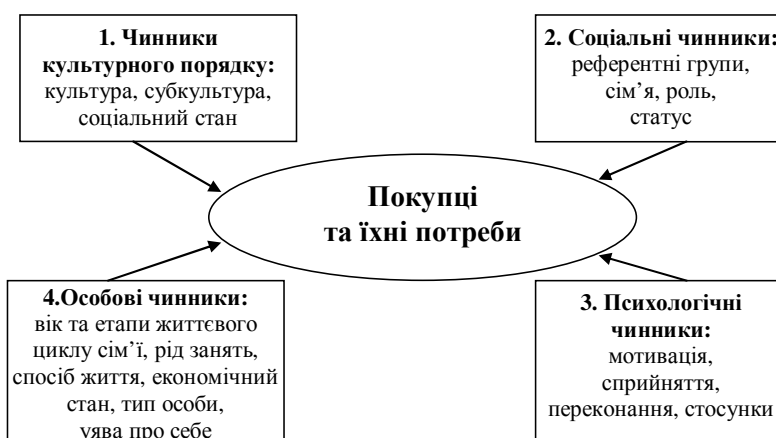 1. Чинники
культурного порядку:
культура, субкультура,
соціальний стан
2. Соціальні чинники:
референтні групи,
сім’я, роль,
статус
Покупці
та їхні потреби
4.Особові чинники:
вік та етапи життєвого
циклу сім’ї, рід занять,
спосіб життя, економічний
стан, тип особи,
уява про себе
3. Психологічні
чинники:
мотивація,
сприйняття,
переконання, стосунки